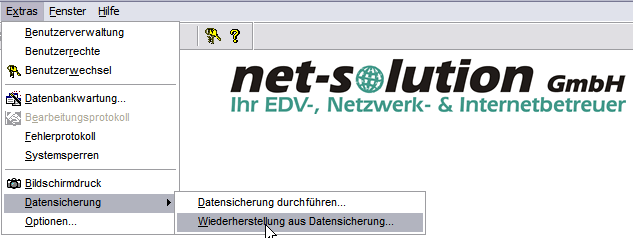 Extras Fenster Hilfe
Benutzerverwaltung
Benutzerrechte
Benutzerwechsel
Datenbankwartung...
Bearbeitungsprotokoll
Fehlerprotokoll
Systemsperren
Bildschirmdruck
Datensicherung
Optionen...
Datensicherung durchführen...
Wiederherstellung aus Datensicherung...
net-solution GmbH
Ihr EDV-, Netzwerk- & Internetbetreuer